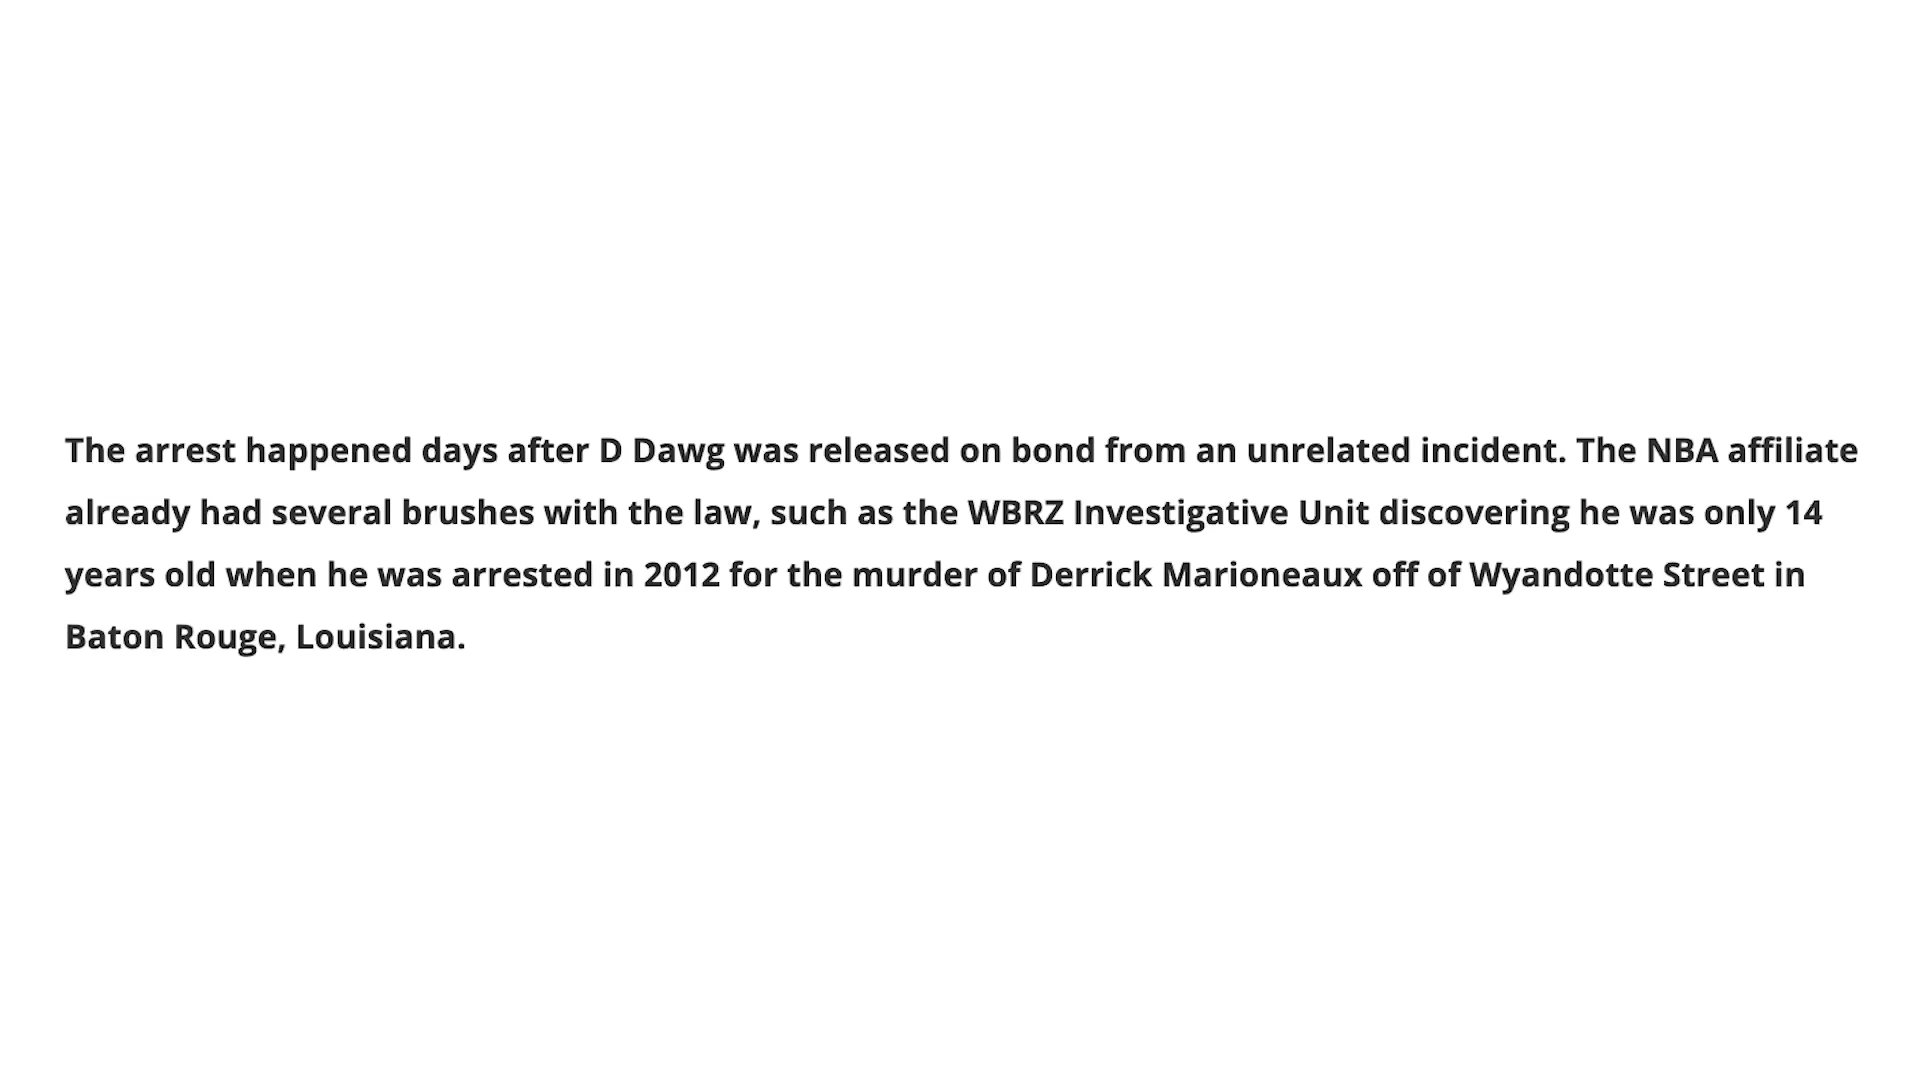 The arrest happened days after D Dawg was released on bond from an unrelated incident. The NBA affiliate
already had several brushes with the law, such as the WBRZ Investigative Unit discovering he was only 14
years old when he was arrested in 2012 for the murder of Derrick Marioneaux off of Wyandotte Street in
Baton Rouge, Louisiana.